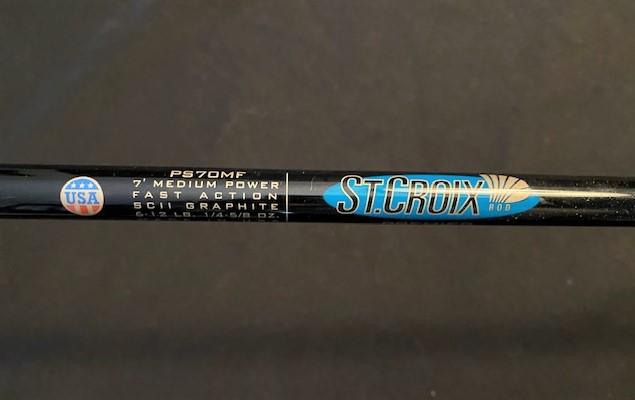 PS70MF
7' MEDIUM POWER
FAST ACTION
SCII GRAPHITE
6-12 LB. 1/4-5/8 OZ.
USA
ST.CROIX
ROD